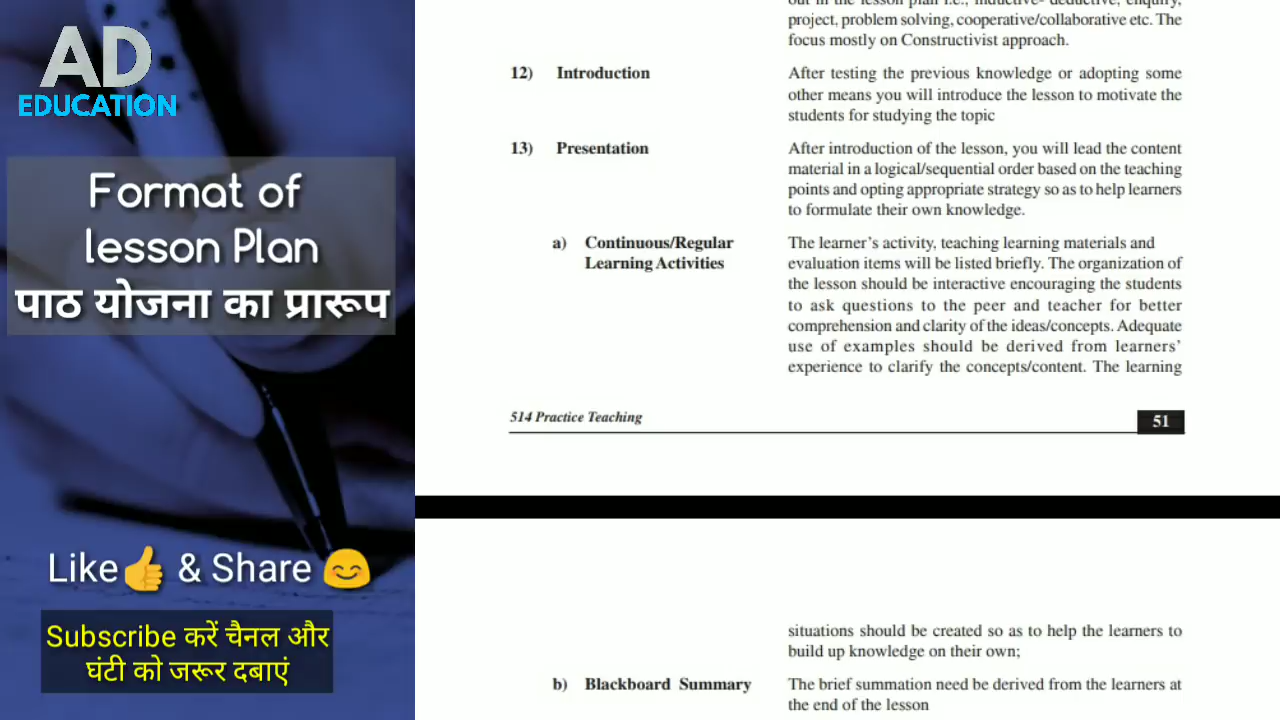 AD
EDUCATION
Format of
lesson Plan
पाठ योजना का प्रारूप
Like👍 & Share 😊
Subscribe करें चैनल और
घंटी को जरूर दबाएं
out in the lesson plan i.e., inductive- deductive, enquiry,
project, problem solving, cooperative/collaborative etc. The
focus mostly on Constructivist approach.
12) Introduction After testing the previous knowledge or adopting some
other means you will introduce the lesson to motivate the
students for studying the topic
13) Presentation After introduction of the lesson, you will lead the content
material in a logical/sequential order based on the teaching
points and opting appropriate strategy so as to help learners
to formulate their own knowledge.
a) Continuous/Regular The learner's activity, teaching learning materials and
Learning Activities evaluation items will be listed briefly. The organization of
the lesson should be interactive encouraging the students
to ask questions to the peer and teacher for better
comprehension and clarity of the ideas/concepts. Adequate
use of examples should be derived from learners'
experience to clarify the concepts/content. The learning
514 Practice Teaching 51
situations should be created so as to help the learners to
build up knowledge on their own;
b) Blackboard Summary The brief summation need be derived from the learners at
the end of the lesson